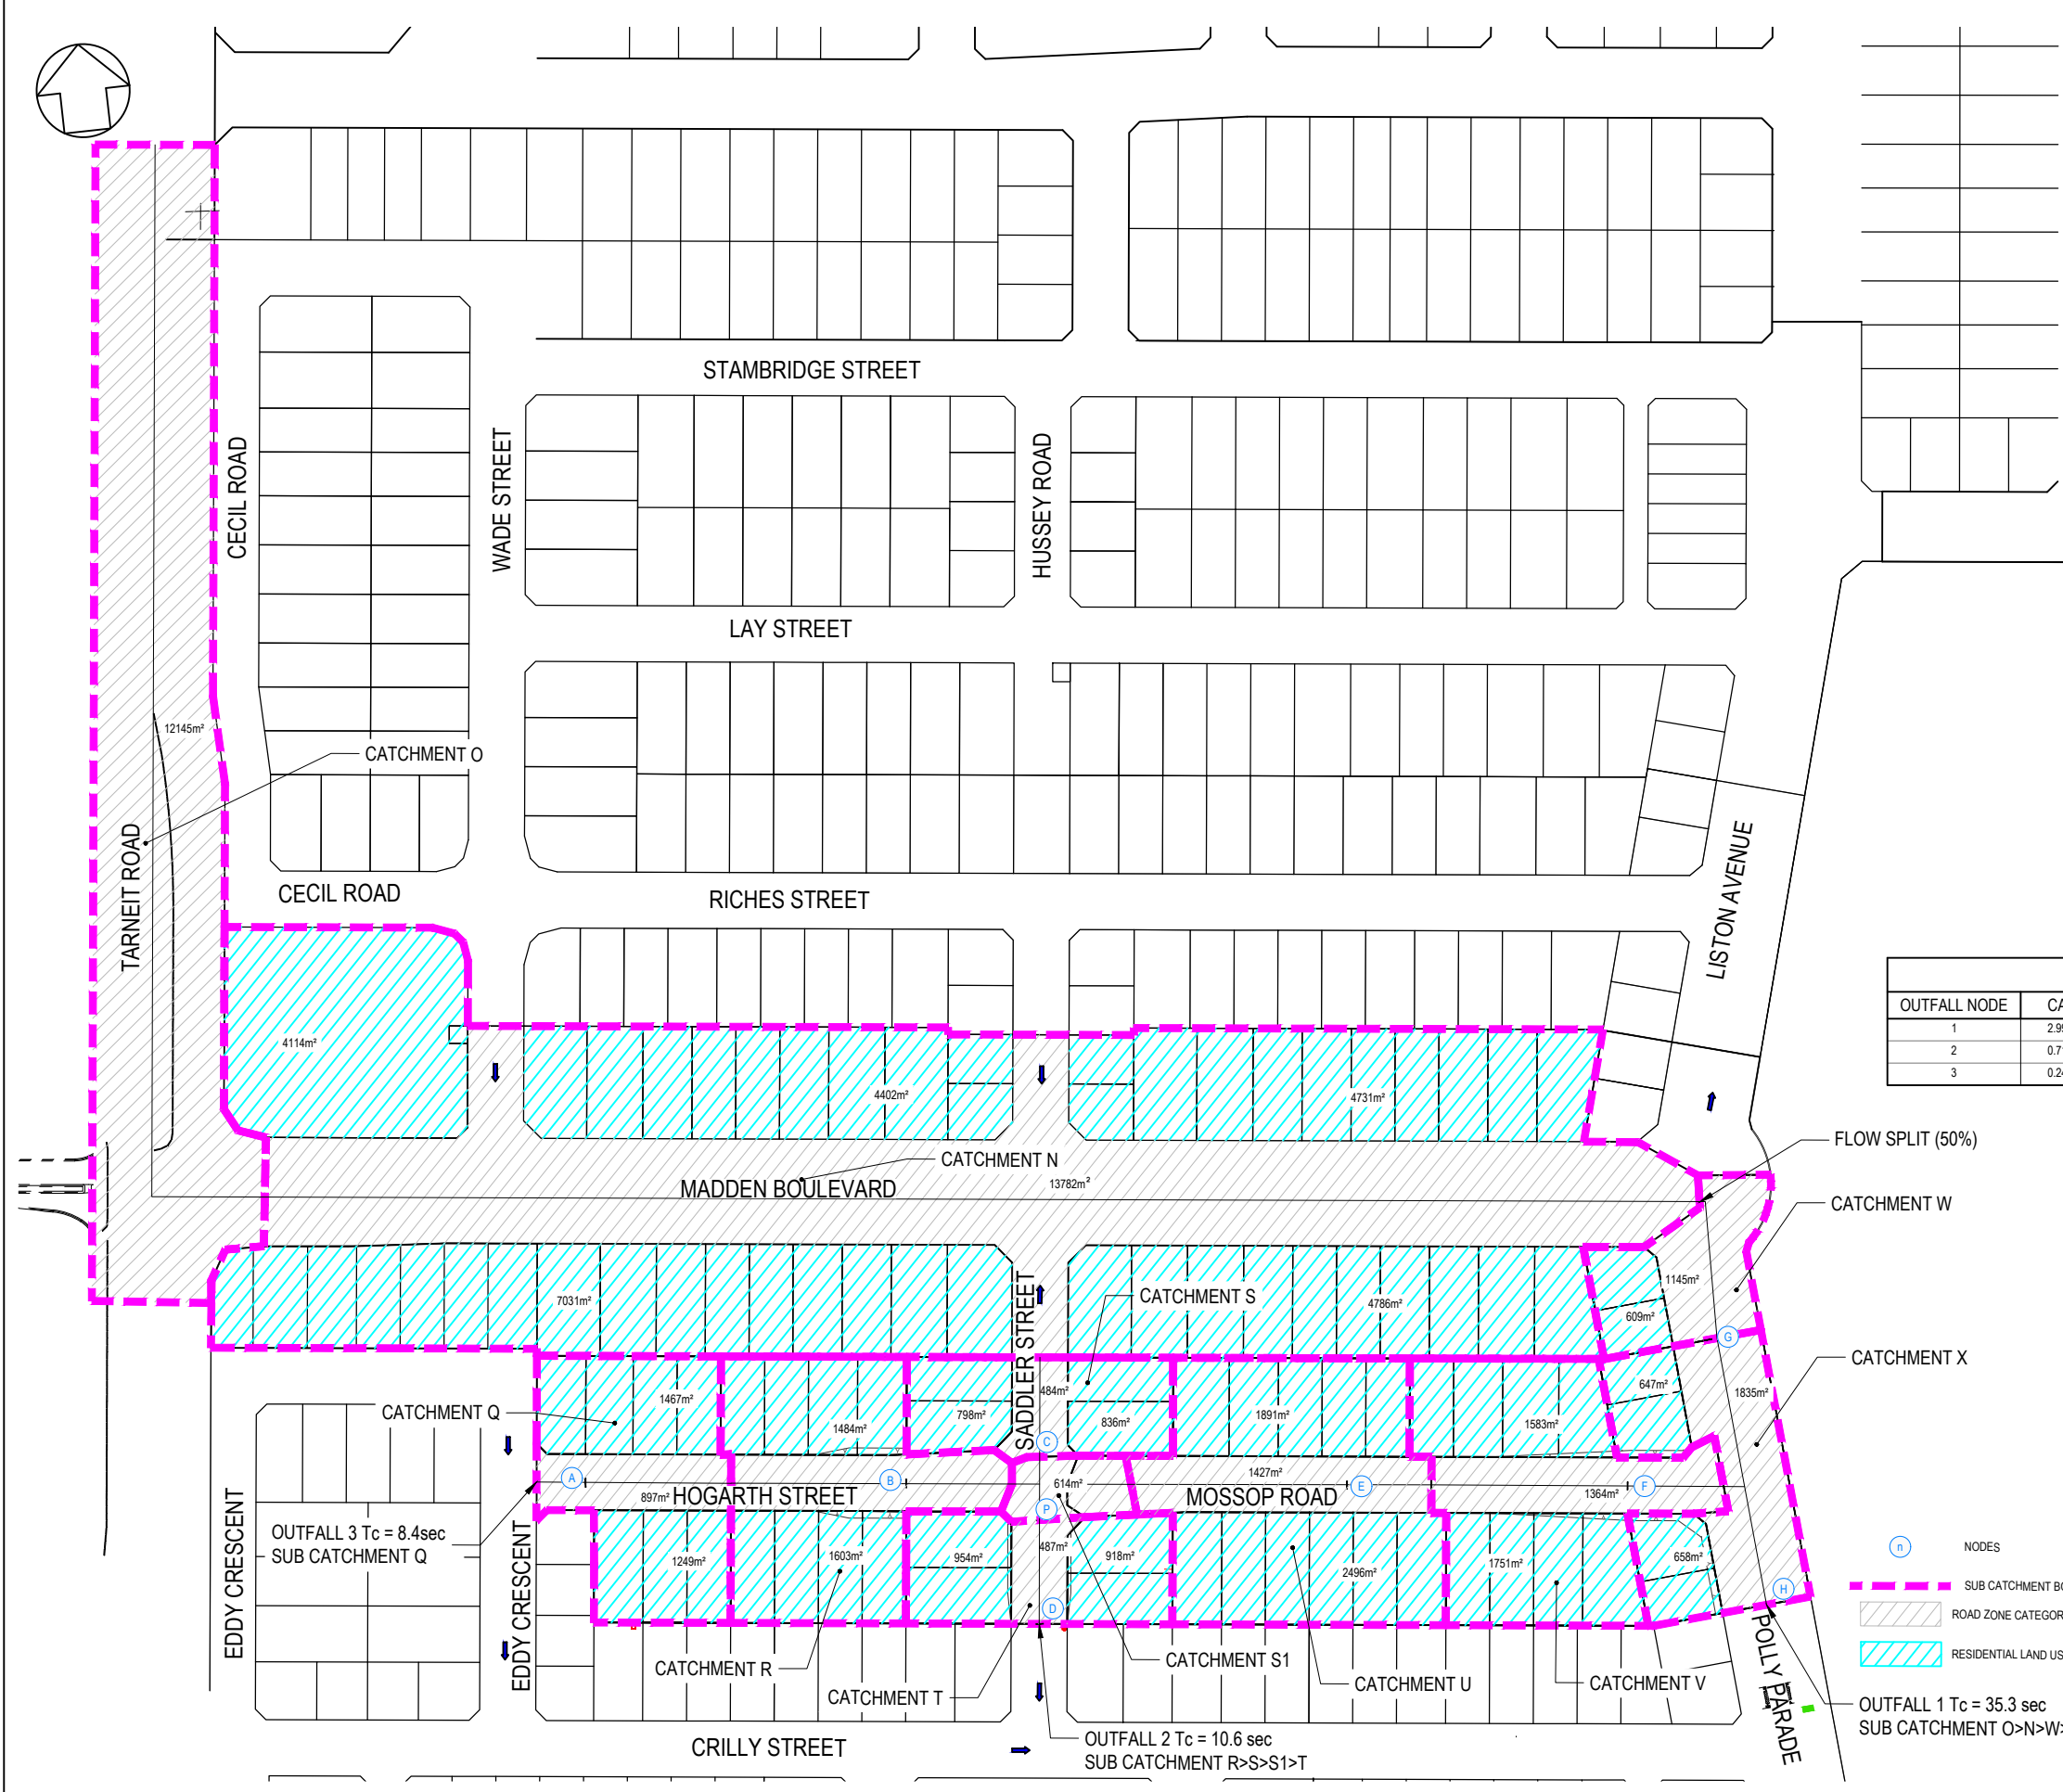 STAMBRIDGE STREET
CECIL ROAD
WADE STREET
HUSSEY ROAD
LAY STREET
12145m²
CATCHMENT O
TARNEIT ROAD
CECIL ROAD
RICHES STREET
LISTON AVENUE
OUTFALL NODE
1
2
3
4114m²
4402m²
4731m²
FLOW SPLIT (50%)
CATCHMENT N
MADDEN BOULEVARD
13782m²
CATCHMENT W
7031m²
SADDLER STREET
CATCHMENT S
4786m²
1145m²
609m²
G
CATCHMENT X
1467m²
484m²
647m²
1835m²
CATCHMENT Q
1484m²
798m²
836m²
1891m²
1583m²
C
A
B
614m²
1427m²
E
1364m²
F
897m²
HOGARTH STREET
P
MOSSOP ROAD
EDDY CRESCENT
OUTFALL 3 Tc = 8.4sec
SUB CATCHMENT Q
EDDY CRESCENT
1249m²
1603m²
954m²
487m²
918m²
2496m²
1751m²
658m²
n
NODES
D
H
SUB CATCHMENT
ROAD ZONE
RESIDENTIAL LAND
CATCHMENT R
CATCHMENT T
CATCHMENT S1
CATCHMENT U
CATCHMENT V
POLLY PARADE
OUTFALL 1 Tc = 35.3 sec
SUB CATCHMENT O>N>W>
CRILLY STREET
OUTFALL 2 Tc = 10.6 sec
SUB CATCHMENT R>S>S1>T